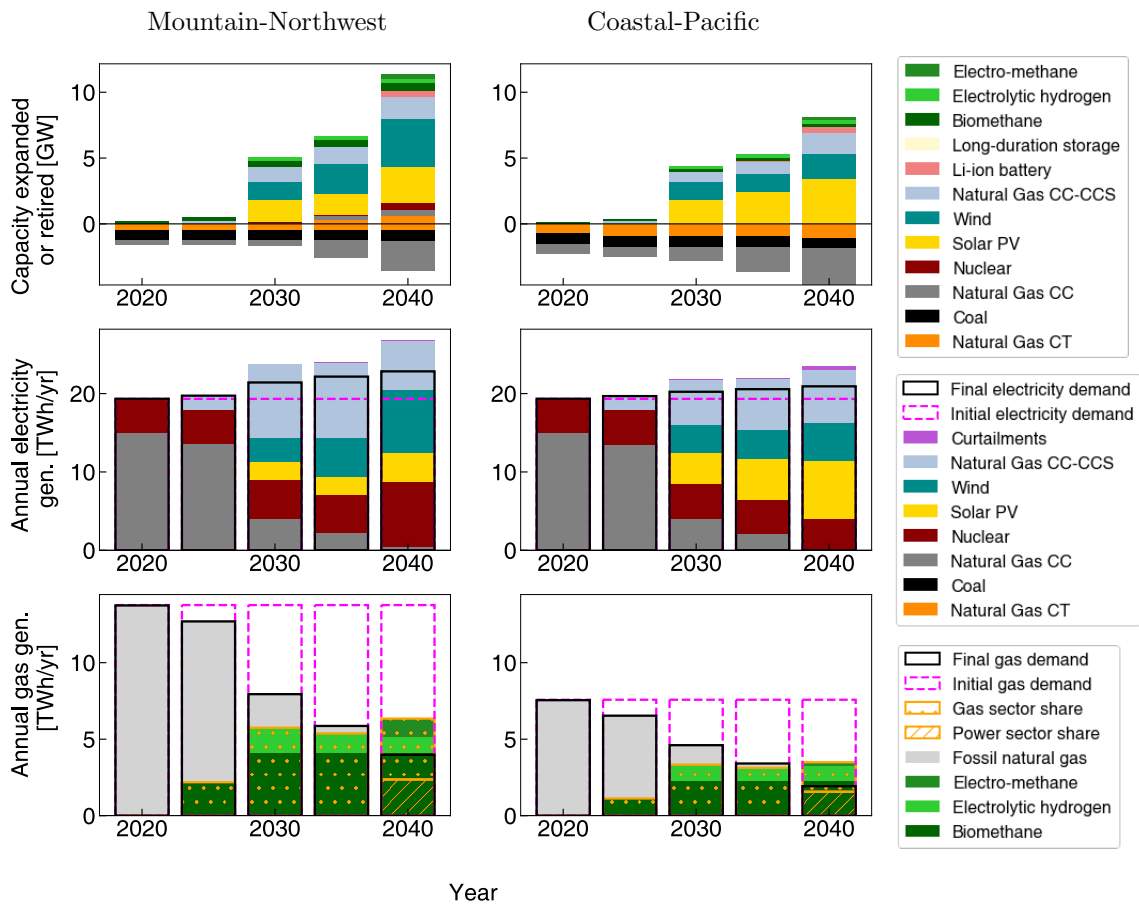 Mountain-Northwest
Coastal-Pacific
Capacity expanded
or retired [GW]
10
5
0
2020
2030
2040
10
5
0
2020
2030
2040
Electro-methane
Electrolytic hydrogen
Biomethane
Long-duration storage
Li-ion battery
Natural Gas CC-CCS
Wind
Solar PV
Nuclear
Natural Gas CC
Coal
Natural Gas CT
Annual electricity
gen. [TWh/yr]
20
10
0
2020
2030
2040
20
10
0
2020
2030
2040
Final electricity demand
Initial electricity demand
Curtailments
Natural Gas CC-CCS
Wind
Solar PV
Nuclear
Natural Gas CC
Coal
Natural Gas CT
Annual gas gen.
[TWh/yr]
10
5
0
2020
2030
2040
10
5
0
2020
2030
2040
Final gas demand
Initial gas demand
Gas sector share
Power sector share
Fossil natural gas
Electro-methane
Electrolytic hydrogen
Biomethane
Year